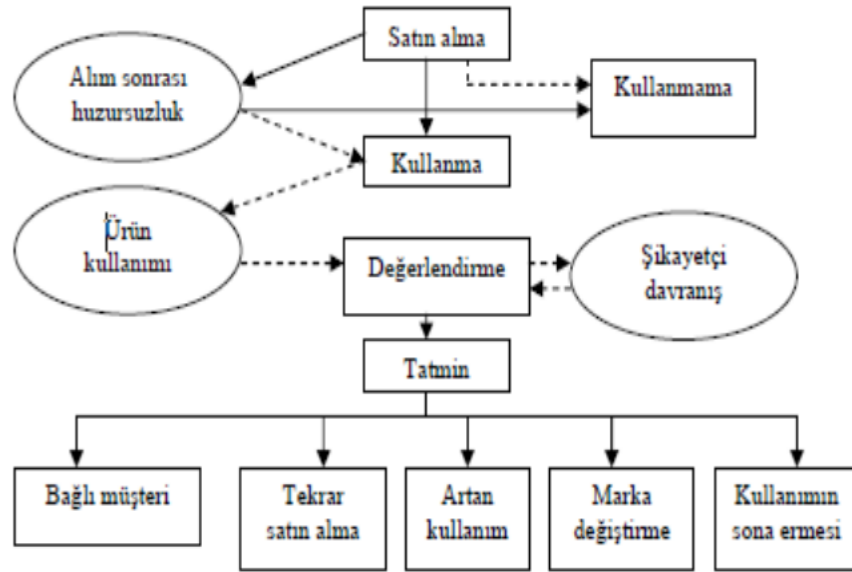 Satın alma
Alım sonrası
huzursuzluk
Kullanmama
Kullanma
Ürün
kullanımı
Değerlendirme
Şikayetçi
davranış
Tatmin
Bağlı müşteri
Tekrar
satın alma
Artan
kullanım
Marka
değiştirme
Kullanımın
sona ermesi